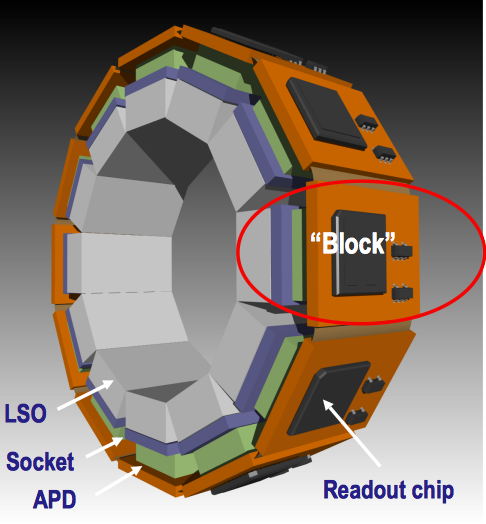 “Block”
LSO
Socket
APD
Readout chip